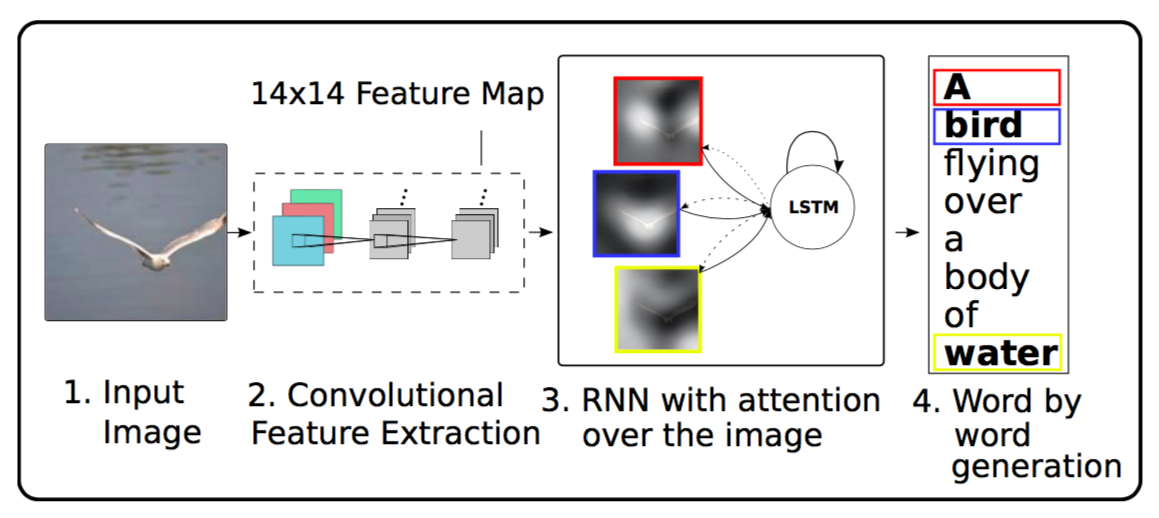 14x14 Feature Map
LSTM
A
bird
flying
over
a
body
of
water
1. Input
Image
2. Convolutional
Feature Extraction
3. RNN with attention
over the image
4. Word by
word
generation